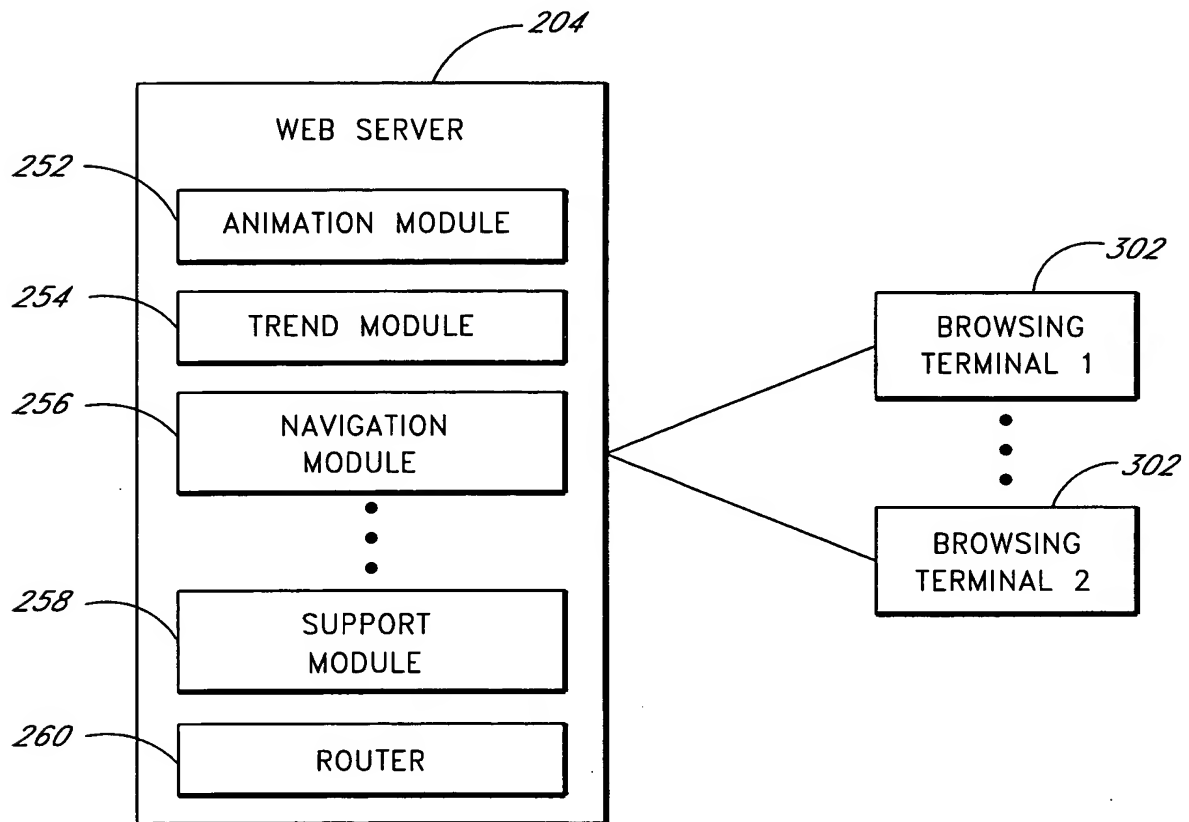 204
WEB SERVER
252
ANIMATION MODULE
254
TREND MODULE
256
NAVIGATION
MODULE
258
SUPPORT
MODULE
260
ROUTER
302
BROWSING
TERMINAL 1
302
BROWSING
TERMINAL 2